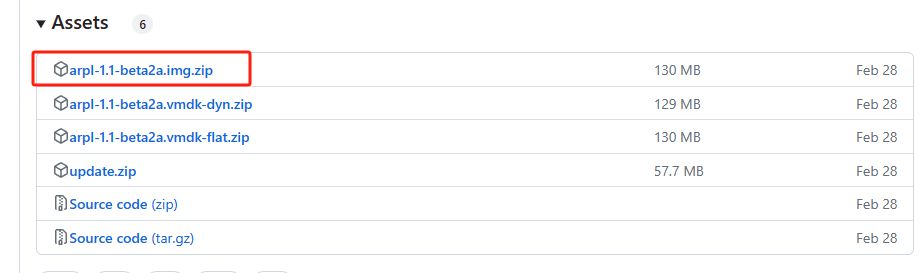 Assets 6
arpl-1.1-beta2a.img.zip 130 MB Feb 28
arpl-1.1-beta2a.vmdk-dyn.zip 129 MB Feb 28
arpl-1.1-beta2a.vmdk-flat.zip 130 MB Feb 28
update.zip 57.7 MB Feb 28
Source code (zip) Feb 28
Source code (tar.gz) Feb 28